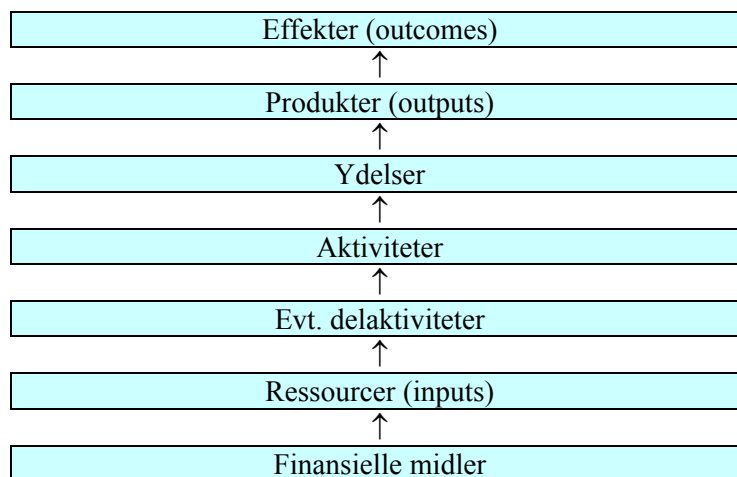 Effekter (outcomes)
↑
Produkter (outputs)
↑
Ydelser
↑
Aktiviteter
↑
Evt. delaktiviteter
↑
Ressourcer (inputs)
↑
Finansielle midler